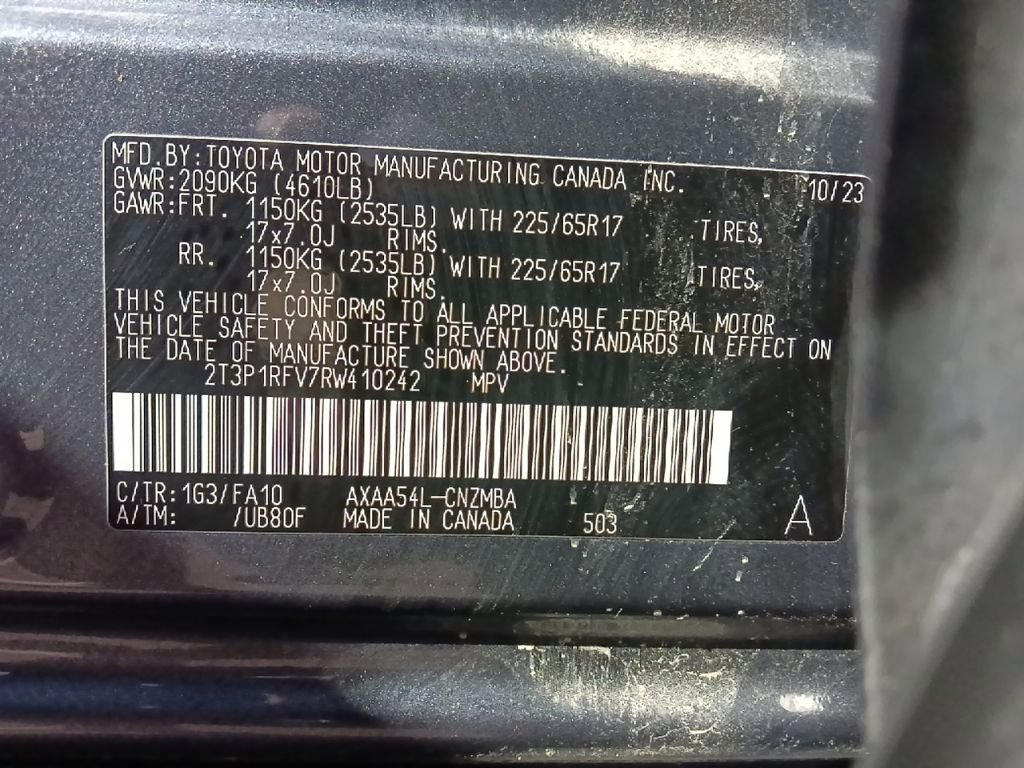 MFD.BY:TOYOTA MOTOR MANUFACTURING CANADA INC. 10/23
GVWR:2090KG (4610LB)
GAWR:FRT. 1150KG (2535LB) WITH 225/65R17 TIRES,
17x7.0J RIMS.
RR. 1150KG (2535LB) WITH 225/65R17 TIRES,
17x7.0J RIMS.
THIS VEHICLE CONFORMS TO ALL APPLICABLE FEDERAL MOTOR
VEHICLE SAFETY AND THEFT PREVENTION STANDARDS IN EFFECT ON
THE DATE OF MANUFACTURE SHOWN ABOVE.
2T3P1RFV7RW410242 MPV
C/TR:1G3/FA10 AXAA54L-CNZMBA
A/TM: /UB80F MADE IN CANADA 503 A